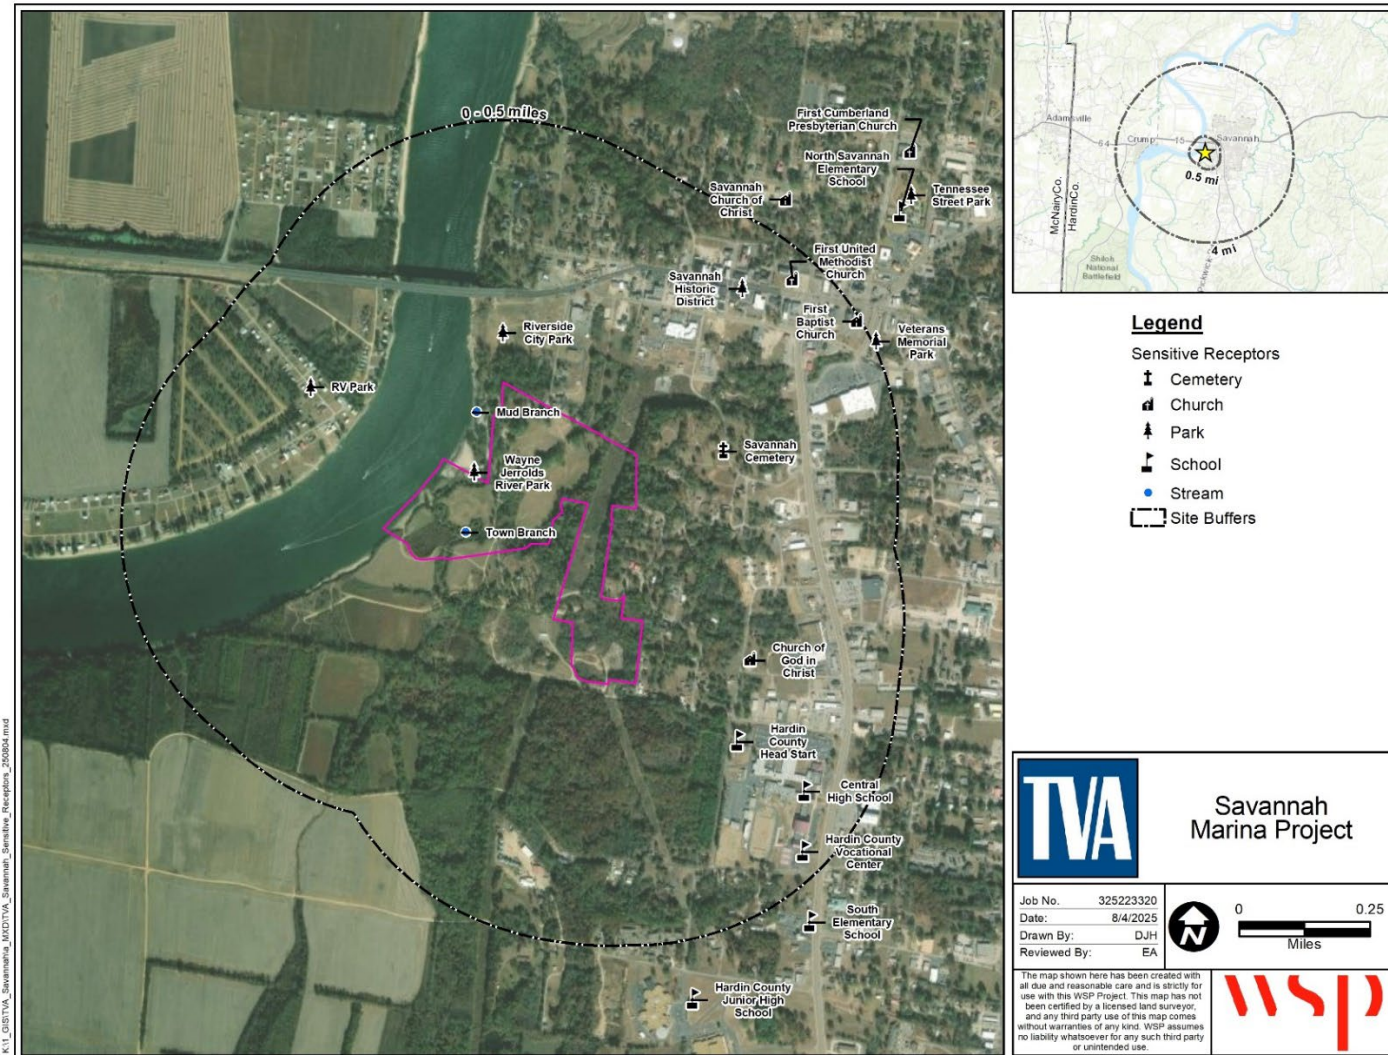 0 - 0.5 miles
First Cumberland
Presbyterian Church
North Savannah
Elementary
School
Tennessee
Street Park
Savannah
Church of
Christ
First United
Methodist
Church
Savannah
Historic
District
First
Baptist
Church
Veterans
Memorial
Park
Riverside
City Park
RV Park
Mud Branch
Wayne
Jerrolds
River Park
Savannah
Cemetery
Town Branch
Church of
God in
Christ
Hardin
County
Head Start
Central
High School
Hardin County
Vocational
Center
South
Elementary
School
Hardin County
Junior High
School
Adamsville
64
Crump
15
Savannah
0.5 mi
4 mi
McNairy Co.
Hardin Co.
Shiloh
National
Battlefield
Legend
Sensitive Receptors
Cemetery
Church
Park
School
Stream
Site Buffers
TVA
Savannah
Marina Project
Job No. 325223320
Date: 8/4/2025
Drawn By: DJH
Reviewed By: EA
N
0 0.25
Miles
The map shown here has been created with
all due and reasonable care and is strictly for
use with this WSP Project. This map has not
been certified by a licensed land surveyor,
and any third party use of this map comes
without warranties of any kind. WSP assumes
no liability whatsoever for any such third party
or unintended use.
wsp